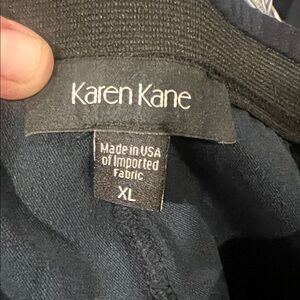 Karen Kane
Made in USA
of Imported
Fabric
XL